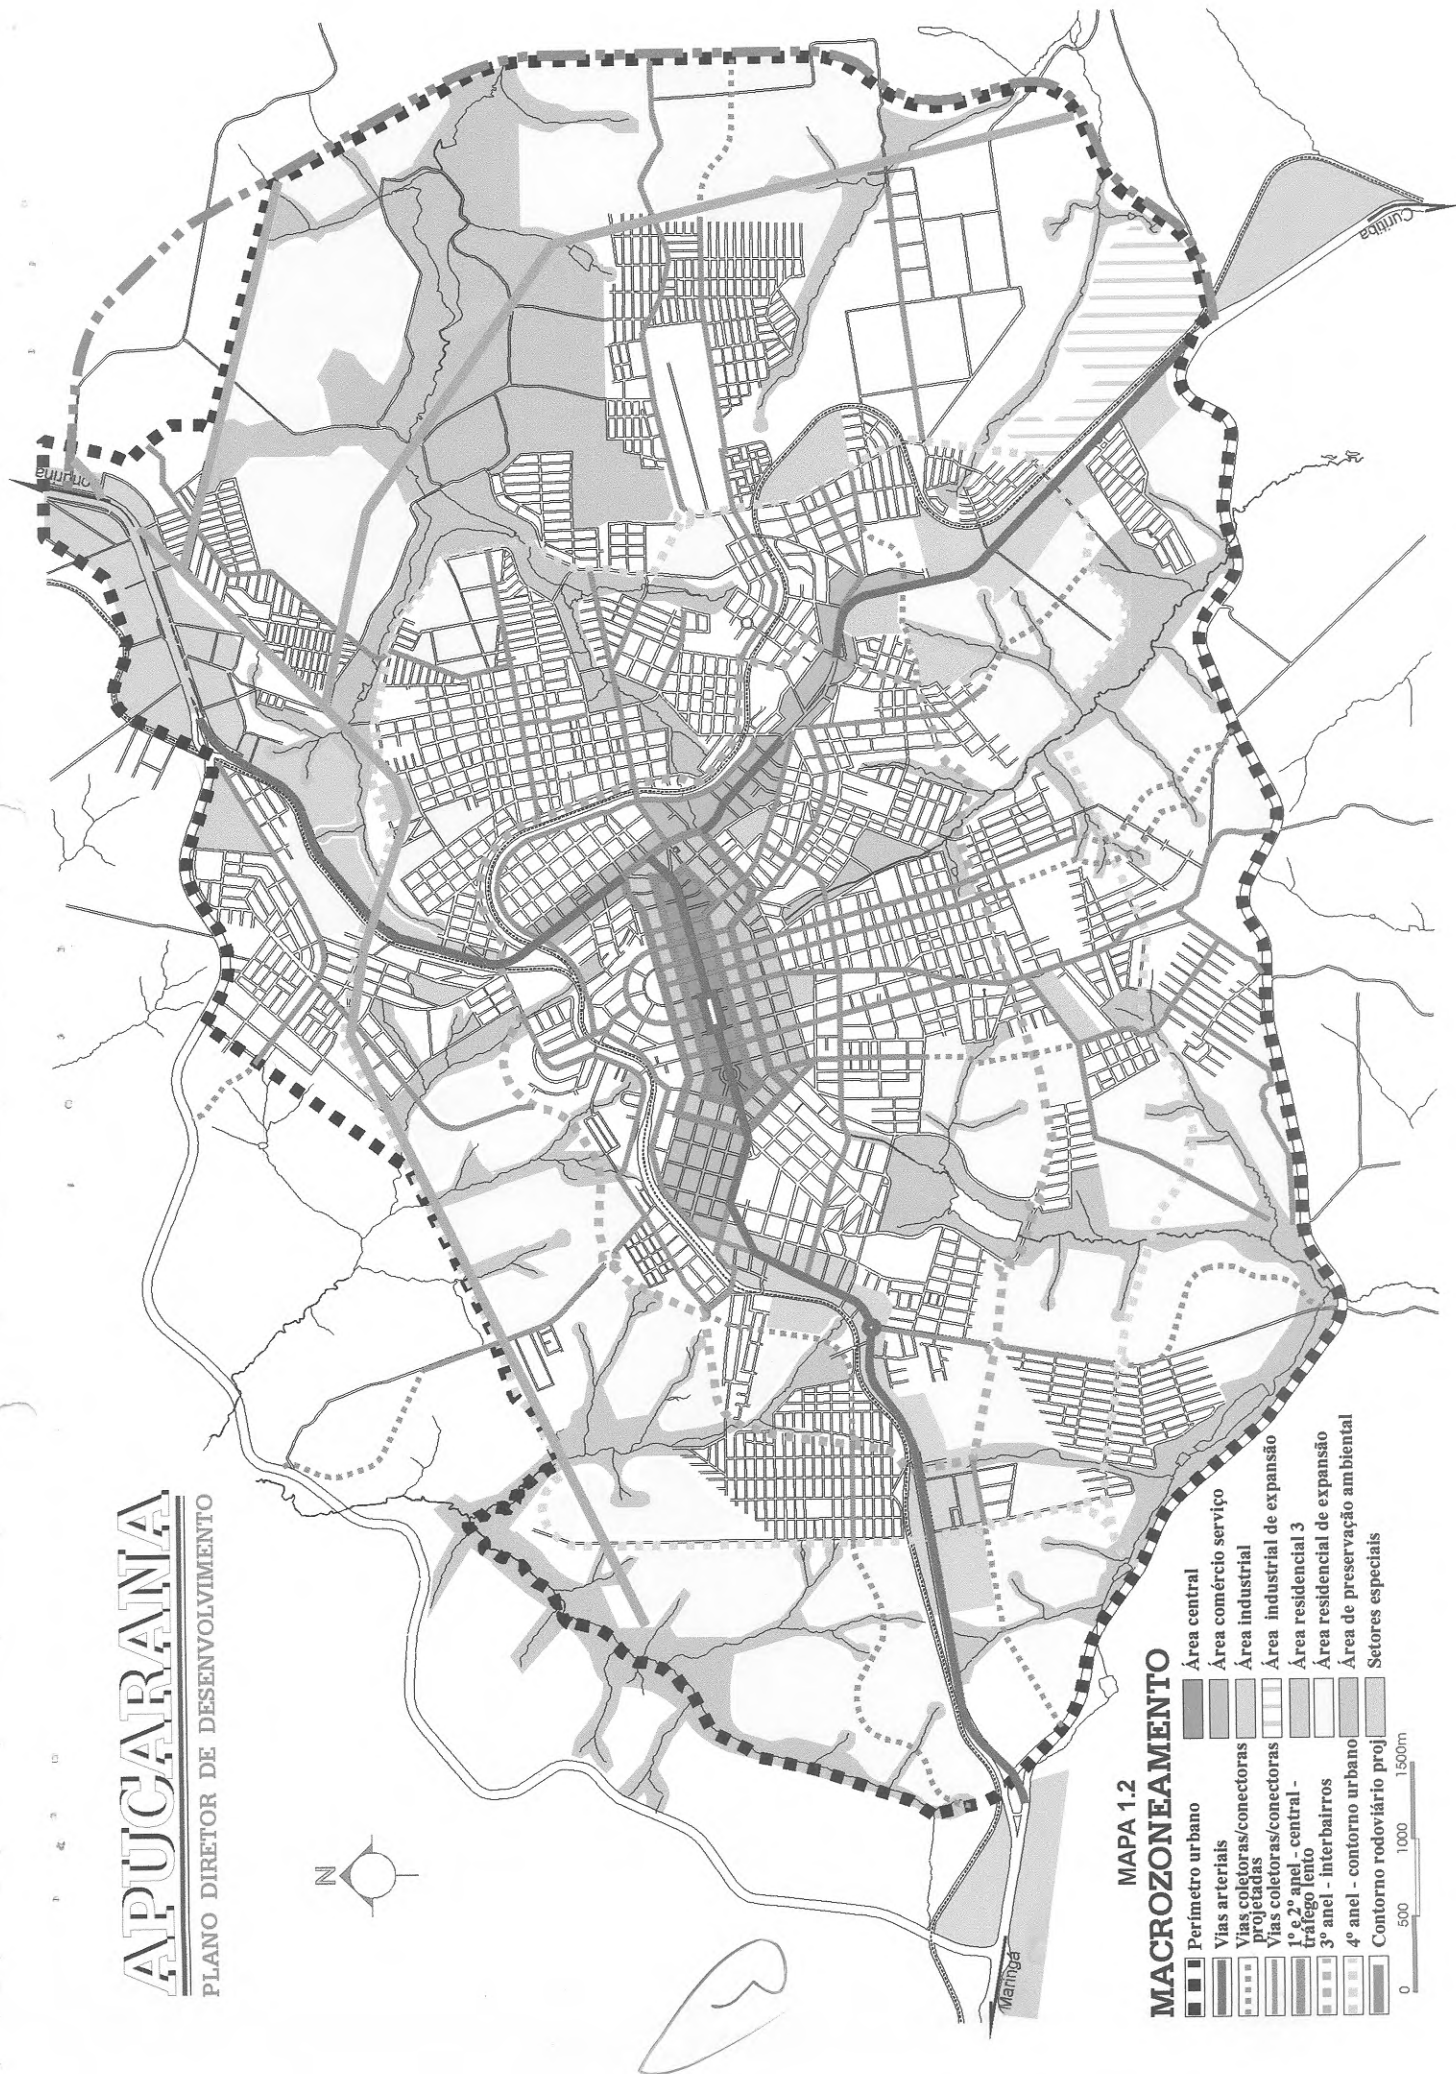 APUCARANA
PLANO DIRETOR DE DESENVOLVIMENTO
N
Curitiba
Maringá
MAPA 1.2
MACROZONEAMENTO
Perímetro urbano
Vias arteriais
Vias coletoras/conectoras
projetadas
Vias coletoras/conectoras
1º e 2º anel - central -
tráfego lento
3º anel - interbairros
4º anel - contorno urbano
Contorno rodoviário proj
Área central
Área comércio serviço
Área industrial
Área industrial de expansão
Área residencial 3
Área residencial de expansão
Área de preservação ambiental
Setores especiais
0 500 1000 1500m